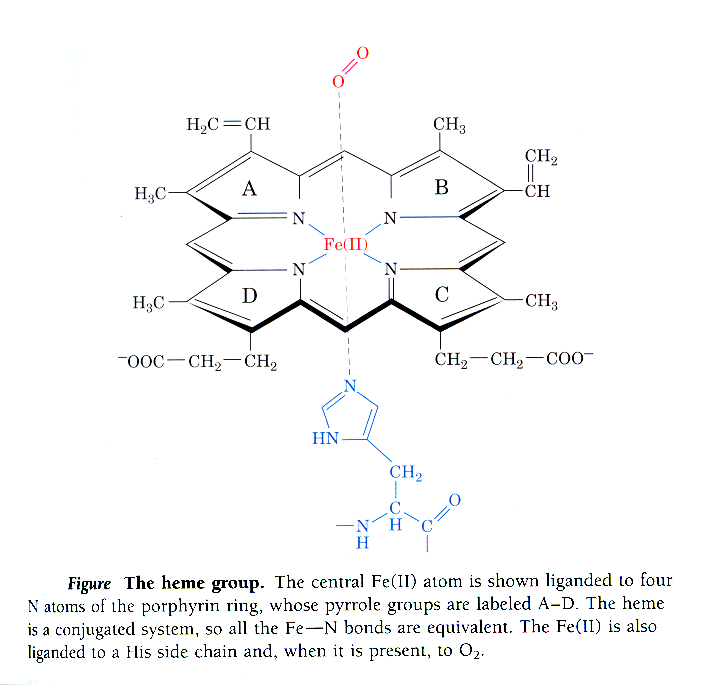 O
O
H₂C=CH
CH₃
CH₂
CH
H₃C
A
B
N
N
Fe(II)
N
N
D
C
H₃C
CH₃
⁻OOC—CH₂—CH₂
CH₂—CH₂—COO⁻
N
HN
CH₂
C
O
—N
H
C
H
Figure The heme group. The central Fe(II) atom is shown liganded to four
N atoms of the porphyrin ring, whose pyrrole groups are labeled A–D. The heme
is a conjugated system, so all the Fe—N bonds are equivalent. The Fe(II) is also
liganded to a His side chain and, when it is present, to O₂.